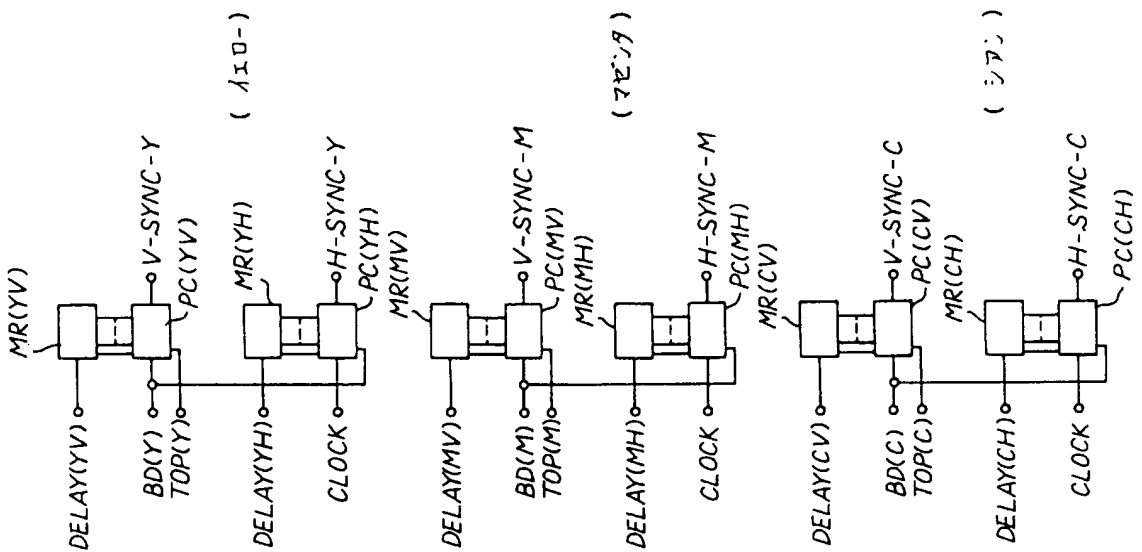 MR(YV)
DELAY(YV)
V-SYNC-Y
PC(YV)
BD(Y)
TOP(Y)
(イエロー)
MR(YH)
DELAY(YH)
H-SYNC-Y
PC(YH)
CLOCK
MR(MV)
DELAY(MV)
V-SYNC-M
PC(MV)
BD(M)
TOP(M)
(マゼンタ)
MR(MH)
DELAY(MH)
H-SYNC-M
PC(MH)
CLOCK
MR(CV)
DELAY(CV)
V-SYNC-C
PC(CV)
BD(C)
TOP(C)
(シアン)
MR(CH)
DELAY(CH)
H-SYNC-C
PC(CH)
CLOCK